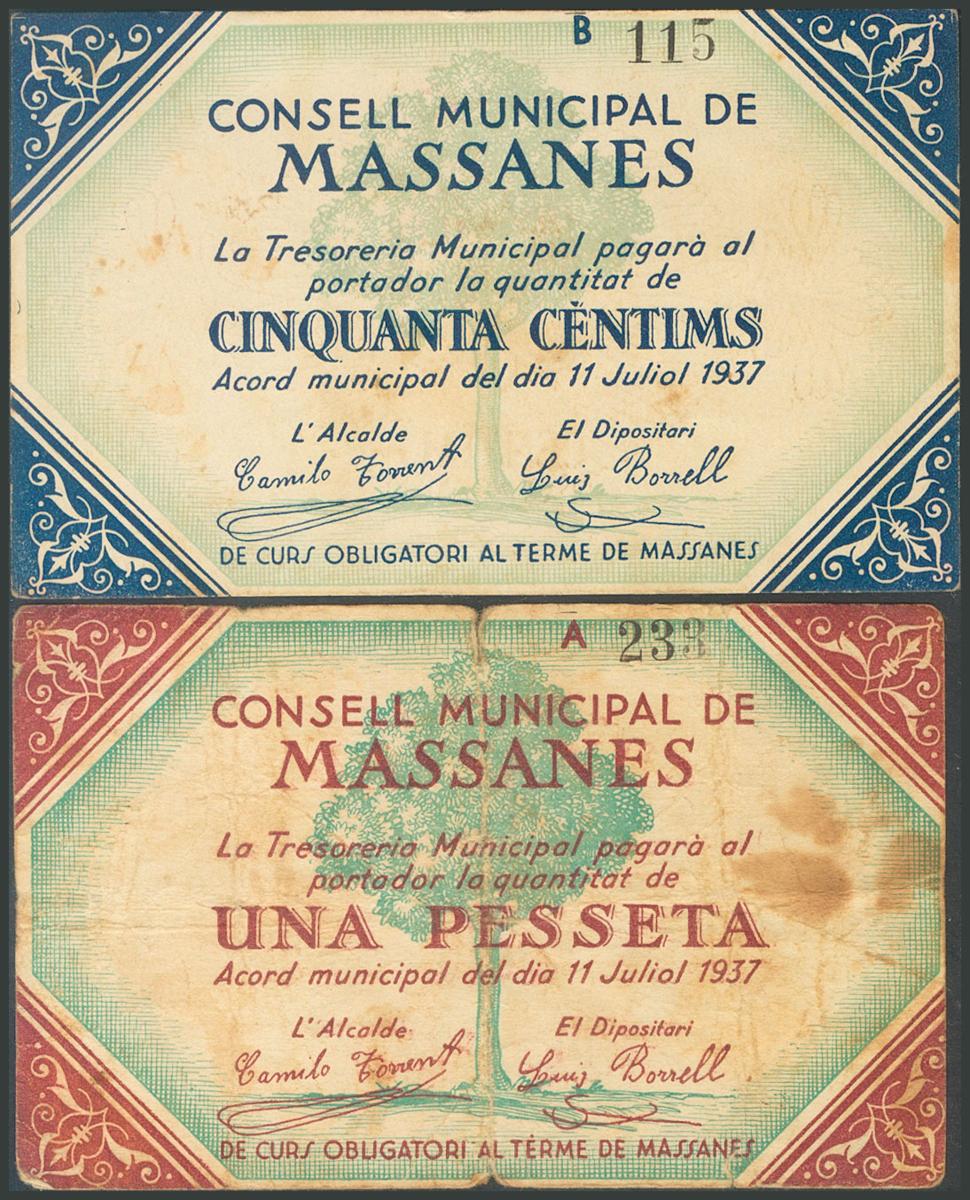 B 115
CONSELL MUNICIPAL DE
MASSANES
La Tresoreria Municipal pagarà al
portador la quantitat de
CINQUANTA CÈNTIMS
Acord municipal del dia 11 Juliol 1937
L'Alcalde El Dipositari
Camilo Torrent Luis Borrell
DE CURS OBLIGATORI AL TERME DE MASSANES
A 233
CONSELL MUNICIPAL DE
MASSANES
La Tresoreria Municipal pagarà al
portador la quantitat de
UNA PESSETA
Acord municipal del dia 11 Juliol 1937
L'Alcalde El Dipositari
Camilo Torrent Luis Borrell
DE CURS OBLIGATORI AL TÉRME DE MASSANES